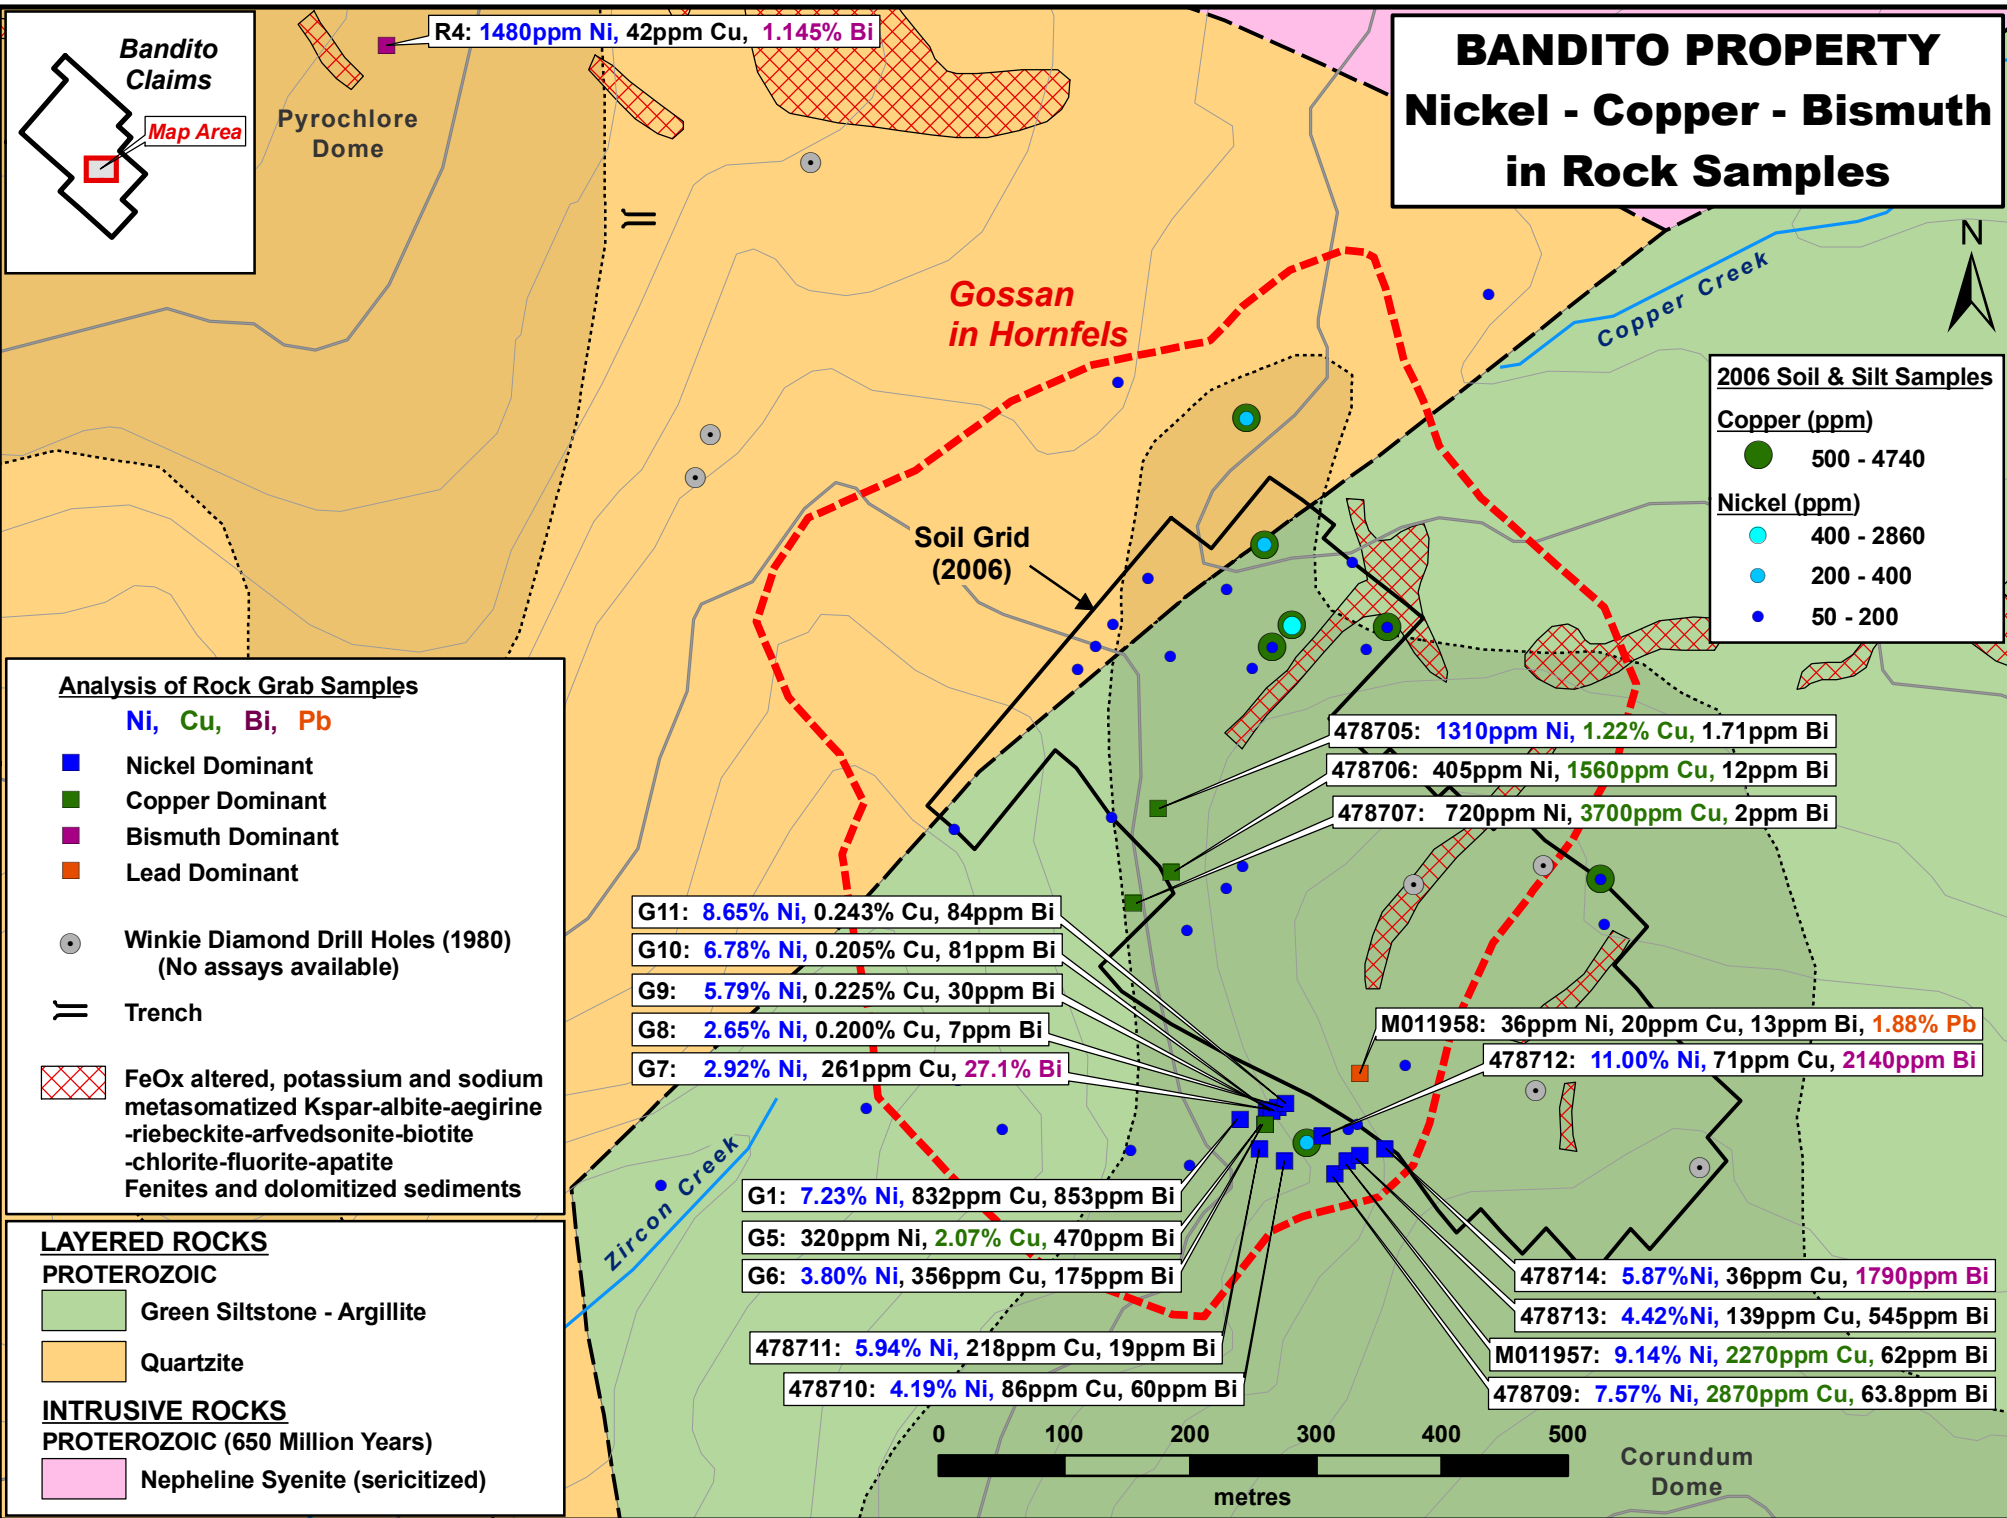 R4: 1480ppm Ni, 42ppm Cu, 1.145% Bi
BANDITO PROPERTY
Nickel - Copper - Bismuth
in Rock Samples
Bandito
Claims
Map Area
Pyrochlore
Dome
N
Copper Creek
Gossan
in Hornfels
2006 Soil & Silt Samples
Copper (ppm)
500 - 4740
Nickel (ppm)
400 - 2860
200 - 400
50 - 200
Soil Grid
(2006)
Analysis of Rock Grab Samples
Ni, Cu, Bi, Pb
Nickel Dominant
Copper Dominant
Bismuth Dominant
Lead Dominant
Winkie Diamond Drill Holes (1980)
(No assays available)
Trench
FeOx altered, potassium and sodium
metasomatized Kspar-albite-aegirine
-riebeckite-arfvedsonite-biotite
-chlorite-fluorite-apatite
Fenites and dolomitized sediments
478705: 1310ppm Ni, 1.22% Cu, 1.71ppm Bi
478706: 405ppm Ni, 1560ppm Cu, 12ppm Bi
478707: 720ppm Ni, 3700ppm Cu, 2ppm Bi
G11: 8.65% Ni, 0.243% Cu, 84ppm Bi
G10: 6.78% Ni, 0.205% Cu, 81ppm Bi
G9: 5.79% Ni, 0.225% Cu, 30ppm Bi
G8: 2.65% Ni, 0.200% Cu, 7ppm Bi
G7: 2.92% Ni, 261ppm Cu, 27.1% Bi
M011958: 36ppm Ni, 20ppm Cu, 13ppm Bi, 1.88% Pb
478712: 11.00% Ni, 71ppm Cu, 2140ppm Bi
Zircon Creek
G1: 7.23% Ni, 832ppm Cu, 853ppm Bi
G5: 320ppm Ni, 2.07% Cu, 470ppm Bi
G6: 3.80% Ni, 356ppm Cu, 175ppm Bi
478711: 5.94% Ni, 218ppm Cu, 19ppm Bi
478710: 4.19% Ni, 86ppm Cu, 60ppm Bi
478714: 5.87%Ni, 36ppm Cu, 1790ppm Bi
478713: 4.42%Ni, 139ppm Cu, 545ppm Bi
M011957: 9.14% Ni, 2270ppm Cu, 62ppm Bi
478709: 7.57% Ni, 2870ppm Cu, 63.8ppm Bi
LAYERED ROCKS
PROTEROZOIC
Green Siltstone - Argillite
Quartzite
INTRUSIVE ROCKS
PROTEROZOIC (650 Million Years)
Nepheline Syenite (sericitized)
0 100 200 300 400 500
metres
Corundum
Dome